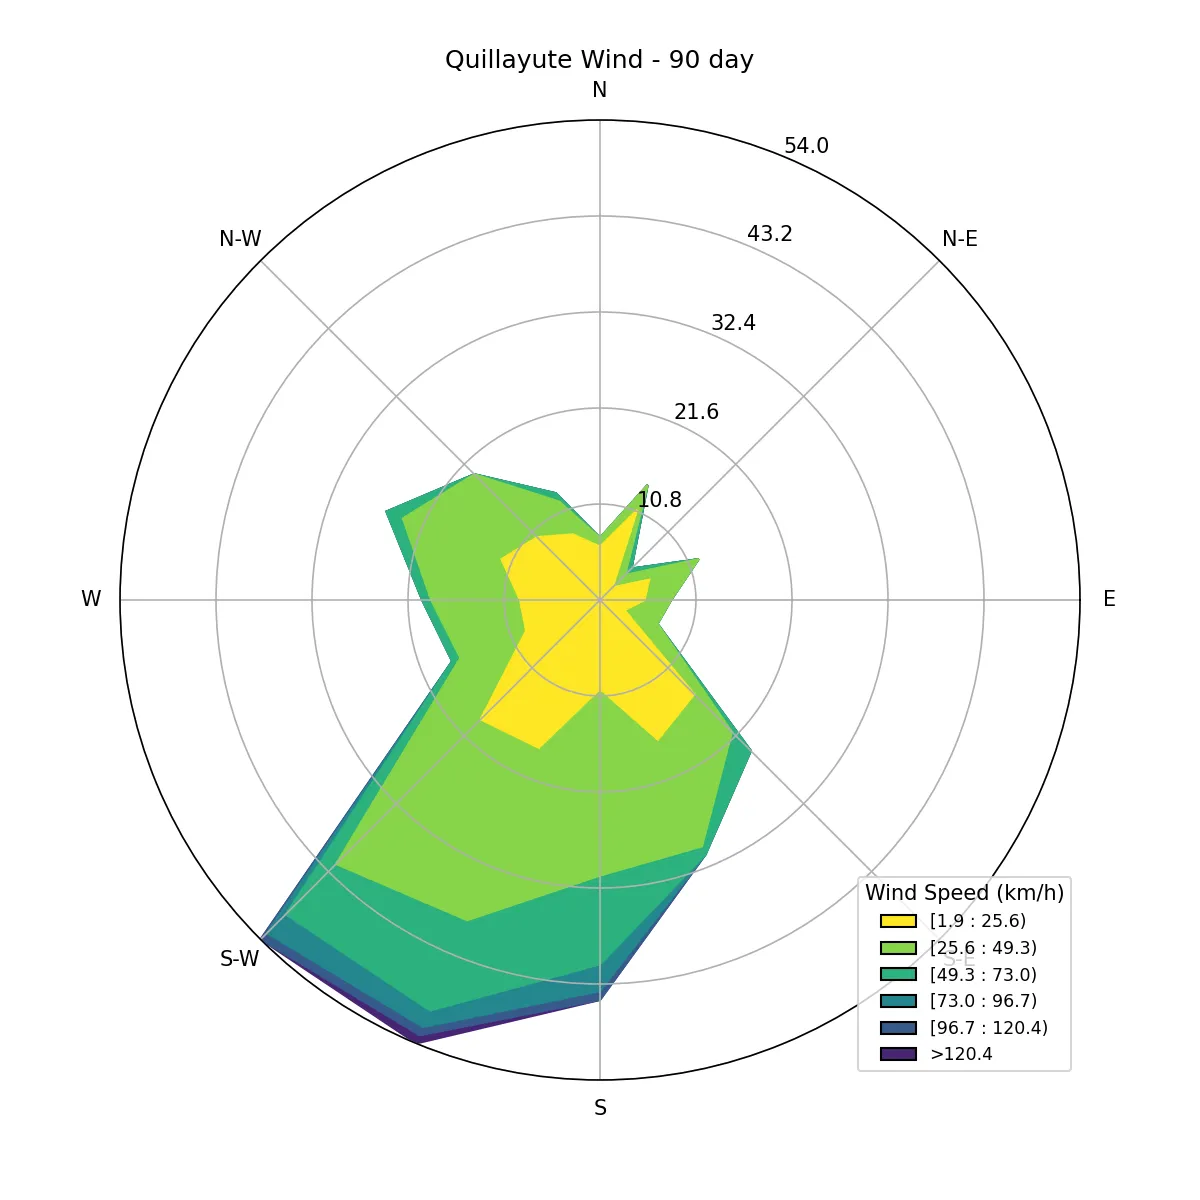 Quillayute Wind - 90 day
N
54.0
43.2
N-W
N-E
32.4
21.6
10.8
W
E
Wind Speed (km/h)
[1.9 : 25.6)
[25.6 : 49.3)
S-W
S-E
[49.3 : 73.0)
[73.0 : 96.7)
[96.7 : 120.4)
>120.4
S